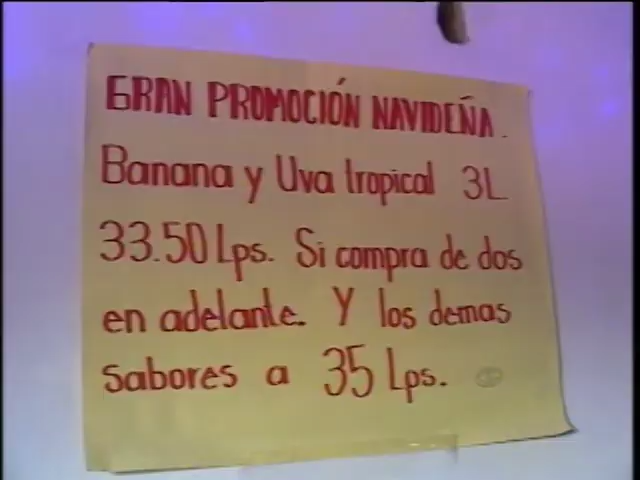 GRAN PROMOCIÓN NAVIDEÑA.
Banana y Uva tropical 3L
33.50 Lps. Si compra de dos
en adelante. Y los demas
sabores a 35 Lps.